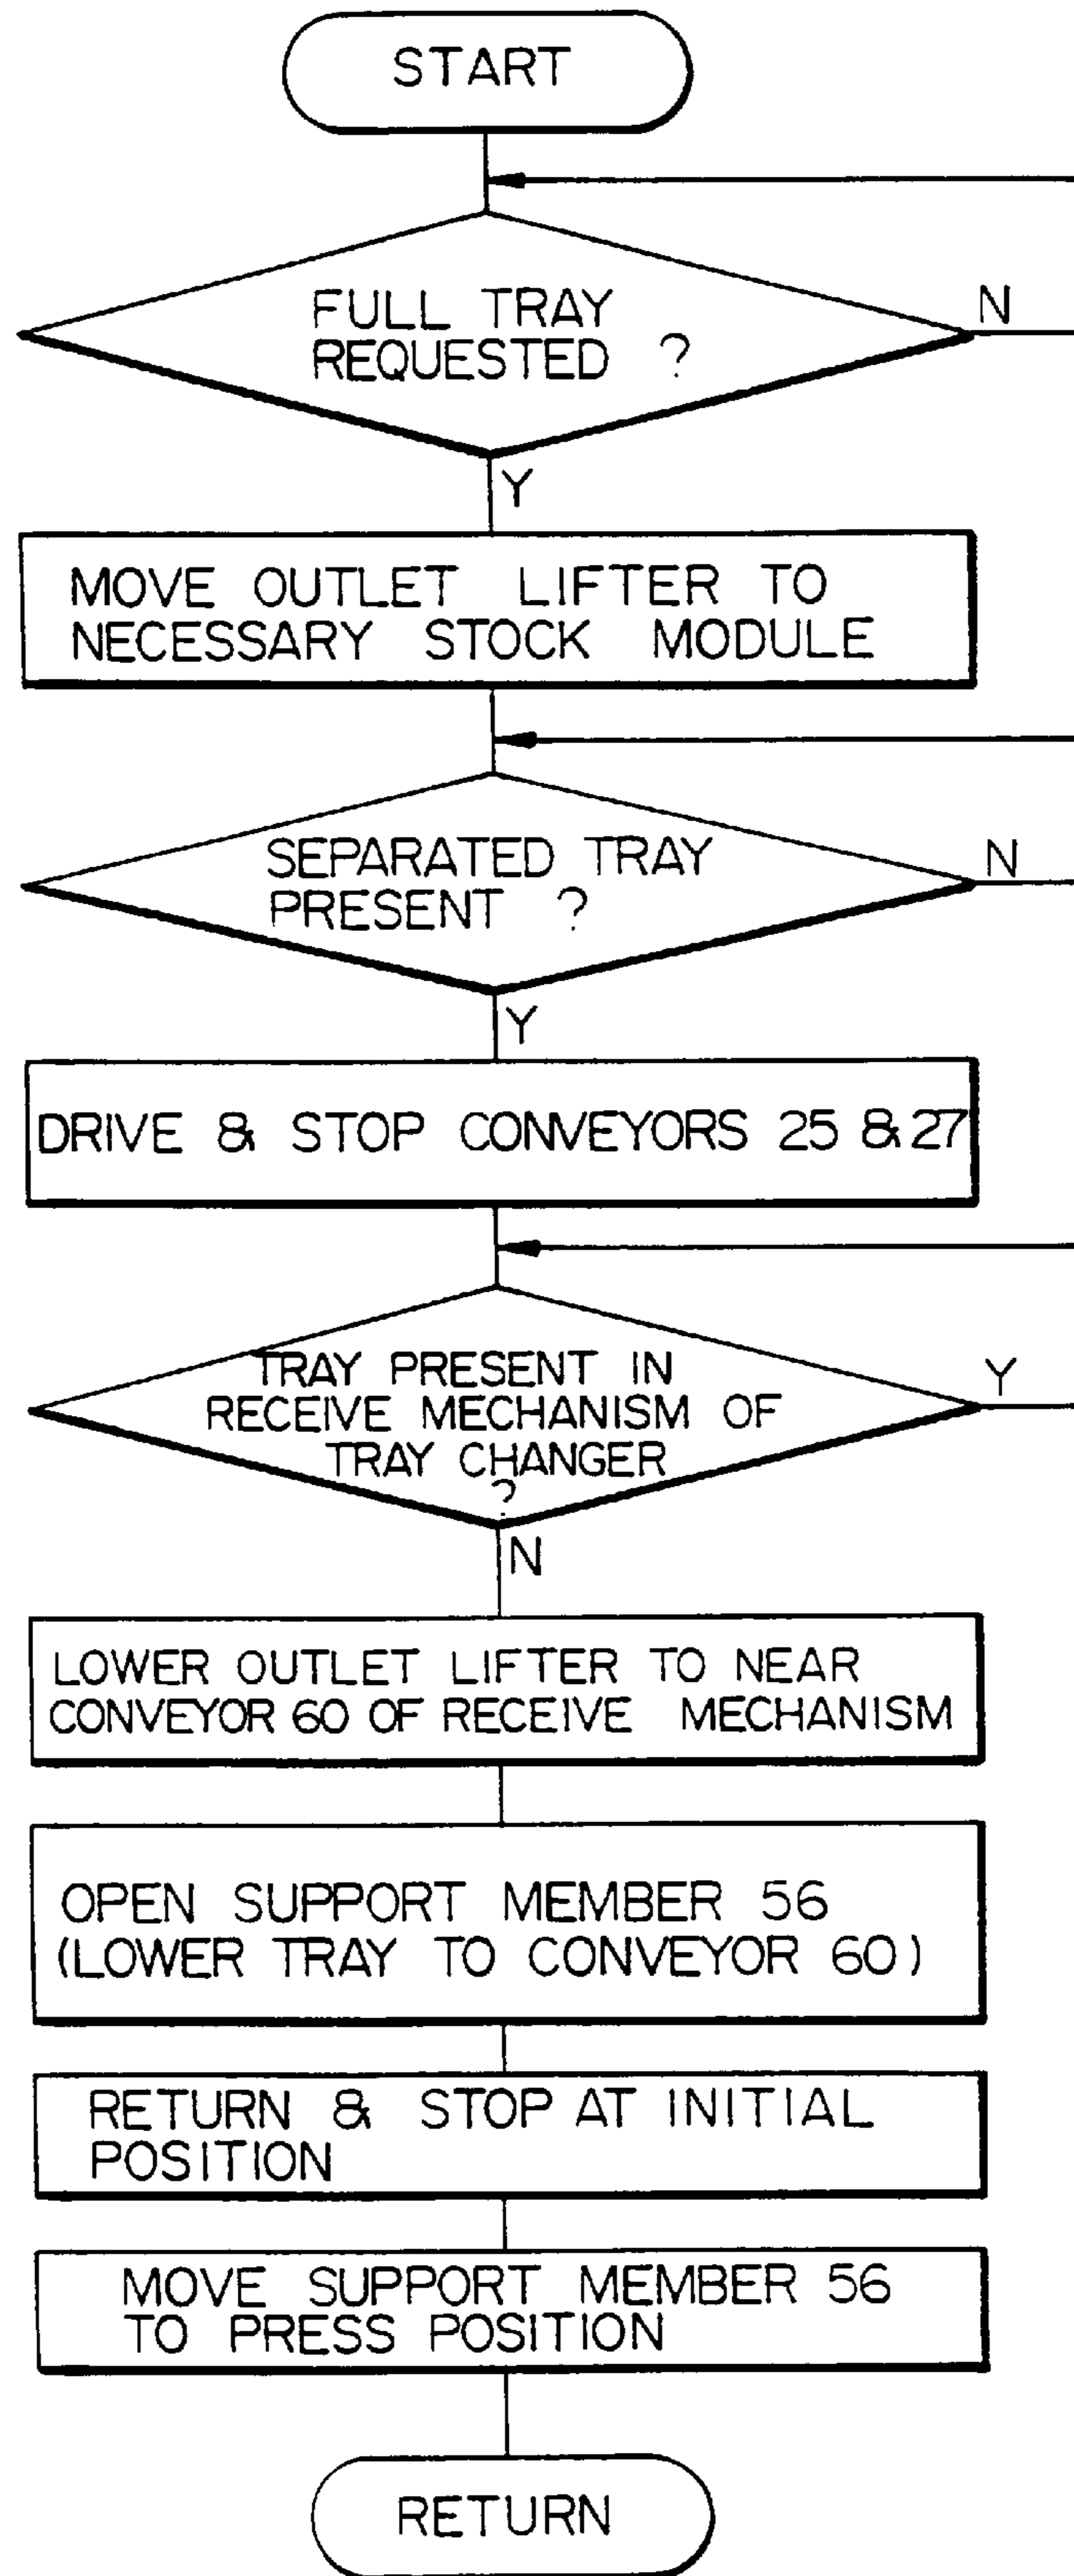 START
FULL TRAY
REQUESTED ?
N
Y
MOVE OUTLET LIFTER TO
NECESSARY STOCK MODULE
SEPARATED TRAY
PRESENT ?
N
Y
DRIVE & STOP CONVEYORS 25 & 27
TRAY PRESENT IN
RECEIVE MECHANISM OF
TRAY CHANGER
?
Y
N
LOWER OUTLET LIFTER TO NEAR
CONVEYOR 60 OF RECEIVE MECHANISM
OPEN SUPPORT MEMBER 56
(LOWER TRAY TO CONVEYOR 60)
RETURN & STOP AT INITIAL
POSITION
MOVE SUPPORT MEMBER 56
TO PRESS POSITION
RETURN